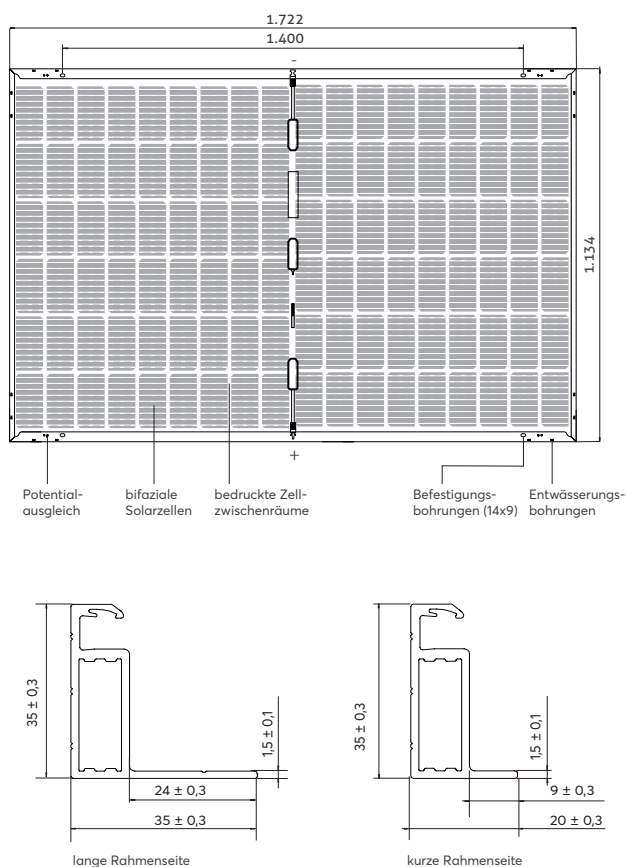 1.722
1.400
-
1.134
+
Potential-
ausgleich
bifaziale
Solarzellen
bedruckte Zell-
zwischenräume
Befestigungs-
bohrungen (14x9)
Entwässerungs-
bohrungen
35 ± 0,3
1,5 ± 0,1
24 ± 0,3
35 ± 0,3
lange Rahmenseite
35 ± 0,3
1,5 ± 0,1
9 ± 0,3
20 ± 0,3
kurze Rahmenseite